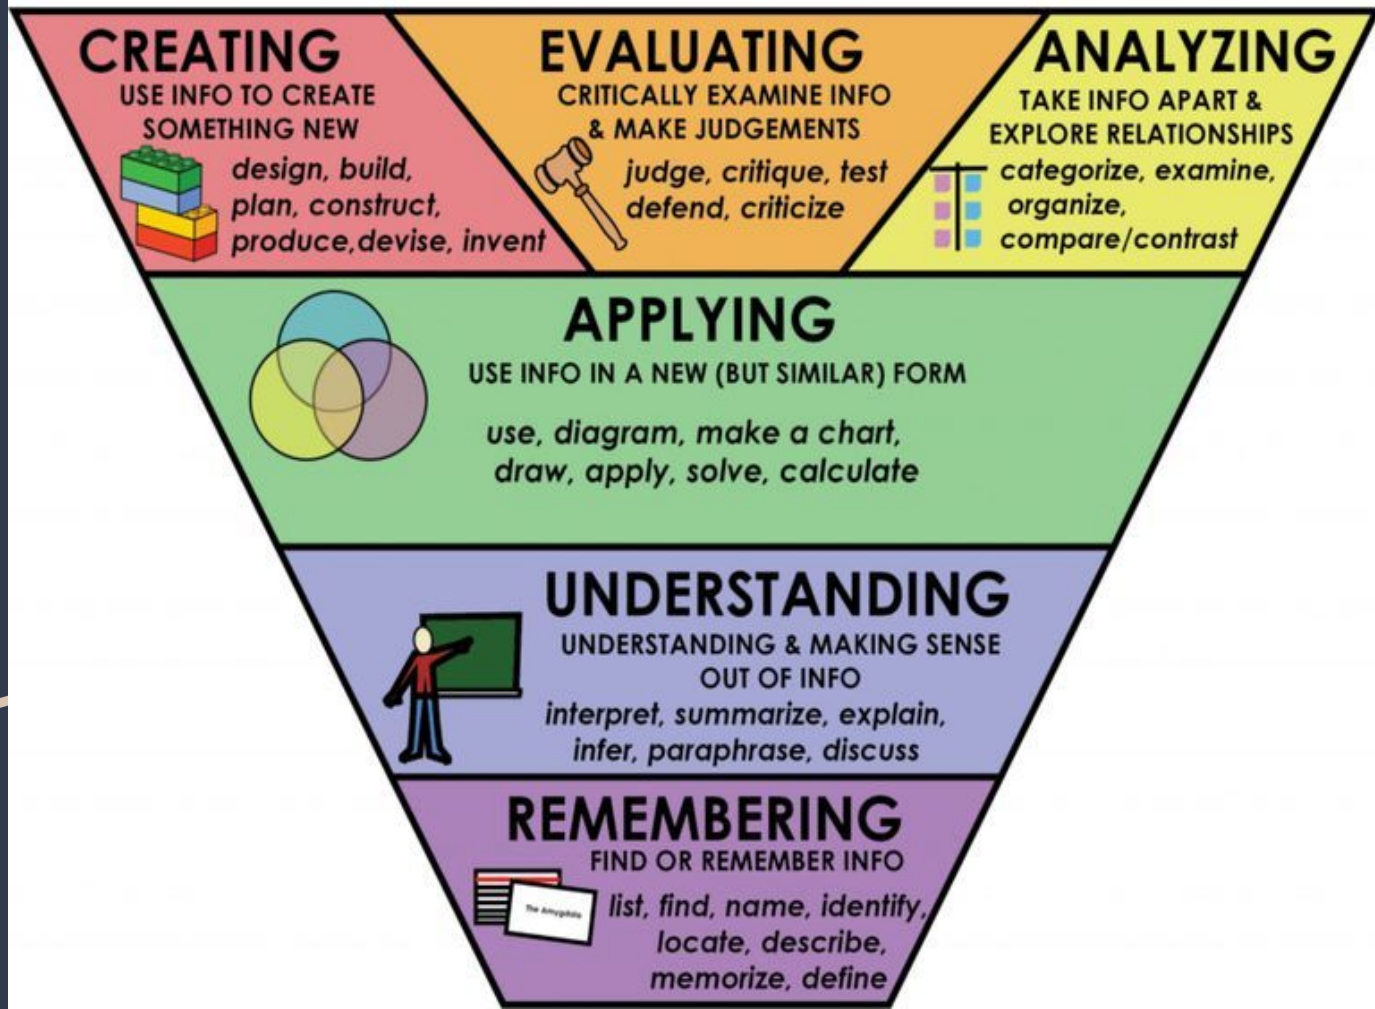 CREATING
USE INFO TO CREATE
SOMETHING NEW
design, build,
plan, construct,
produce,devise, invent
EVALUATING
CRITICALLY EXAMINE INFO
& MAKE JUDGEMENTS
judge, critique, test
defend, criticize
ANALYZING
TAKE INFO APART &
EXPLORE RELATIONSHIPS
categorize, examine,
organize,
compare/contrast
APPLYING
USE INFO IN A NEW (BUT SIMILAR) FORM
use, diagram, make a chart,
draw, apply, solve, calculate
UNDERSTANDING
UNDERSTANDING & MAKING SENSE
OUT OF INFO
interpret, summarize, explain,
infer, paraphrase, discuss
REMEMBERING
FIND OR REMEMBER INFO
The Amygdala
list, find, name, identify,
locate, describe,
memorize, define